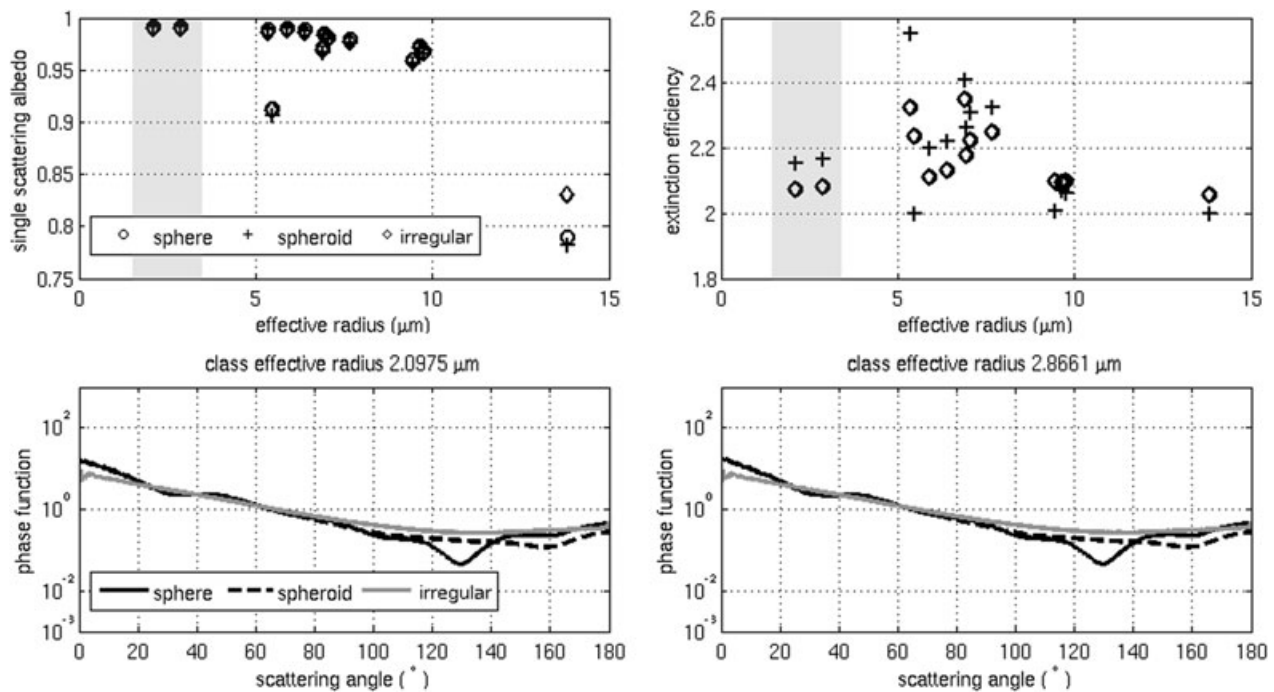 single scattering albedo
1
0.95
0.9
0.85
0.8
0.75
sphere spheroid irregular
0 5 10 15
effective radius (μm)
extinction efficiency
2.6
2.4
2.2
2
1.8
0 5 10 15
effective radius (μm)
class effective radius 2.0975 μm
phase function
10^2
10^0
10^-2
10^-3
sphere spheroid irregular
0 20 40 60 80 100 120 140 160 180
scattering angle (°)
class effective radius 2.8661 μm
phase function
10^2
10^0
10^-2
10^-3
0 20 40 60 80 100 120 140 160 180
scattering angle (°)